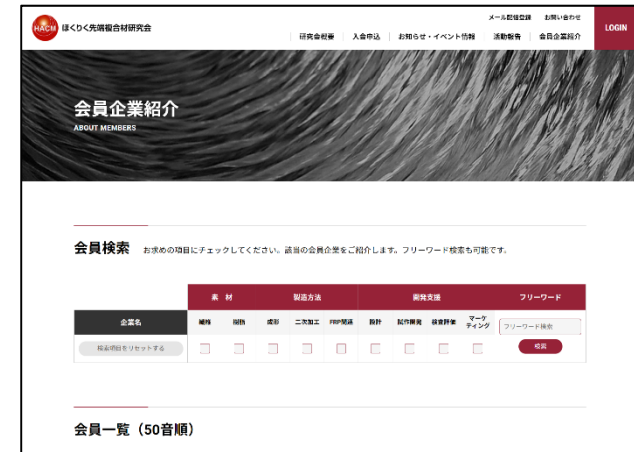 メール配信登録 お問い合わせ
HACM ほくりく先端複合材研究会
研究会概要 入会申込 お知らせ・イベント情報 活動報告 会員企業紹介
LOGIN
会員企業紹介
ABOUT MEMBERS
会員検索 お求めの項目にチェックしてください。該当の会員企業をご紹介します。フリーワード検索も可能です。
素 材 製造方法 開発支援 フリーワード
企業名 繊維 樹脂 成形 二次加工 FRP関連 設計 試作開発 検査評価 マーケティング フリーワード検索
検索項目をリセットする 検索
会員一覧（50音順）